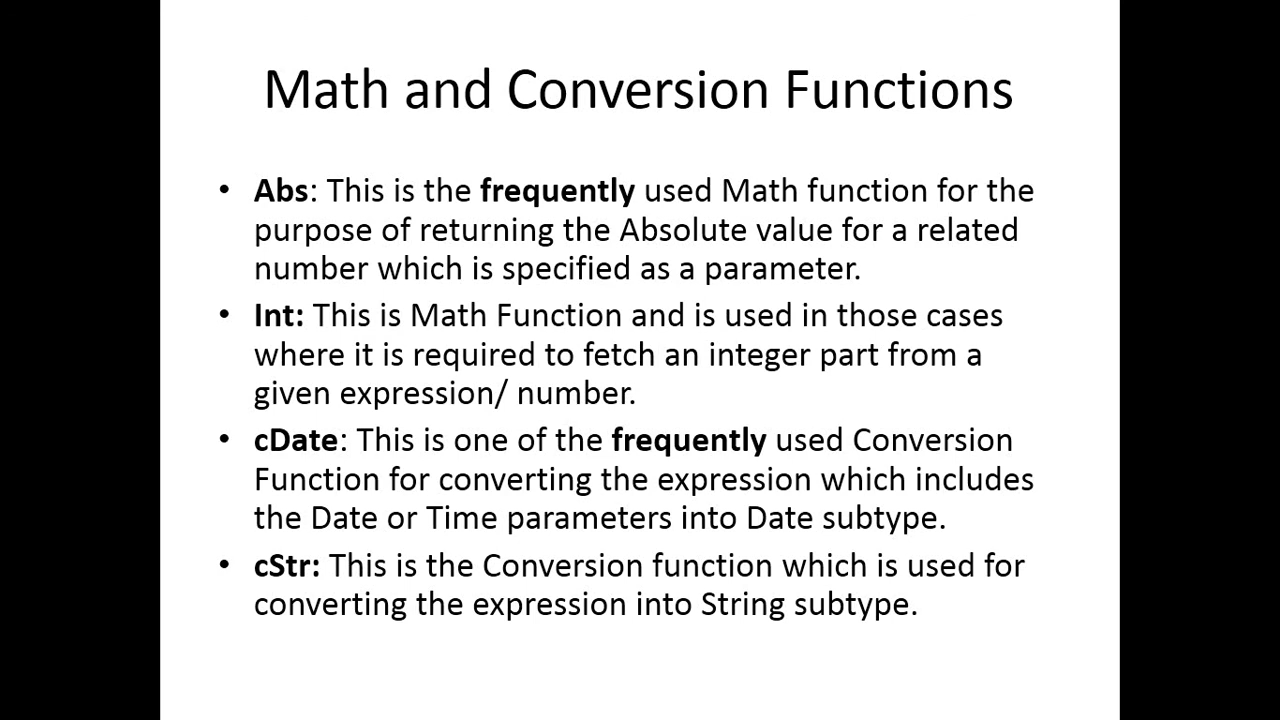 Math and Conversion Functions
• Abs: This is the frequently used Math function for the
purpose of returning the Absolute value for a related
number which is specified as a parameter.
• Int: This is Math Function and is used in those cases
where it is required to fetch an integer part from a
given expression/ number.
• cDate: This is one of the frequently used Conversion
Function for converting the expression which includes
the Date or Time parameters into Date subtype.
• cStr: This is the Conversion function which is used for
converting the expression into String subtype.